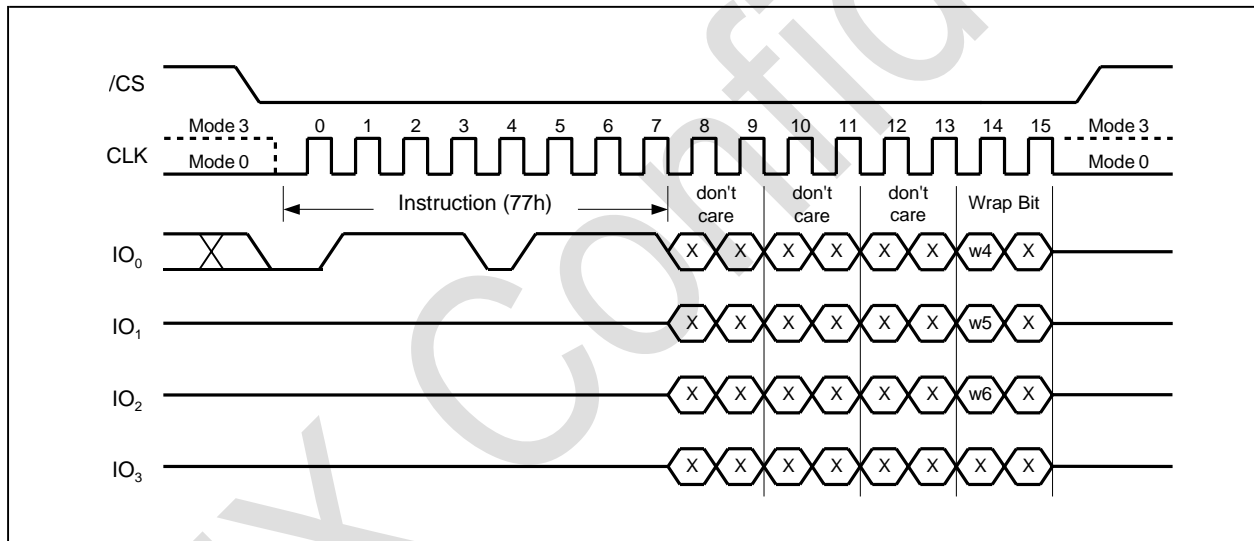 /CS
Mode 3 0 1 2 3 4 5 6 7 8 9 10 11 12 13 14 15 Mode 3
CLK
Mode 0 Mode 0
Instruction (77h) don't care don't care don't care Wrap Bit
IO0 X X X X X X w4 X
IO1 X X X X X X w5 X
IO2 X X X X X X w6 X
IO3 X X X X X X X X